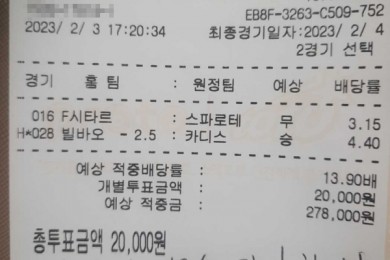 EB8F-3263-C509-752
2023/ 2/ 3 17:20:34 최종경기일자:2023/ 2/ 4
2경기 선택
경기 홈 팀 : 원정팀 예상 배당률
016 F시타르 : 스파로테 무 3.15
H*028 빌바오 - 2.5 : 카디스 승 4.40
예상 적중배당률 : 13.90배
개별투표금액 : 20,000원
예상 적중금 : 278,000원
총투표금액 20,000원